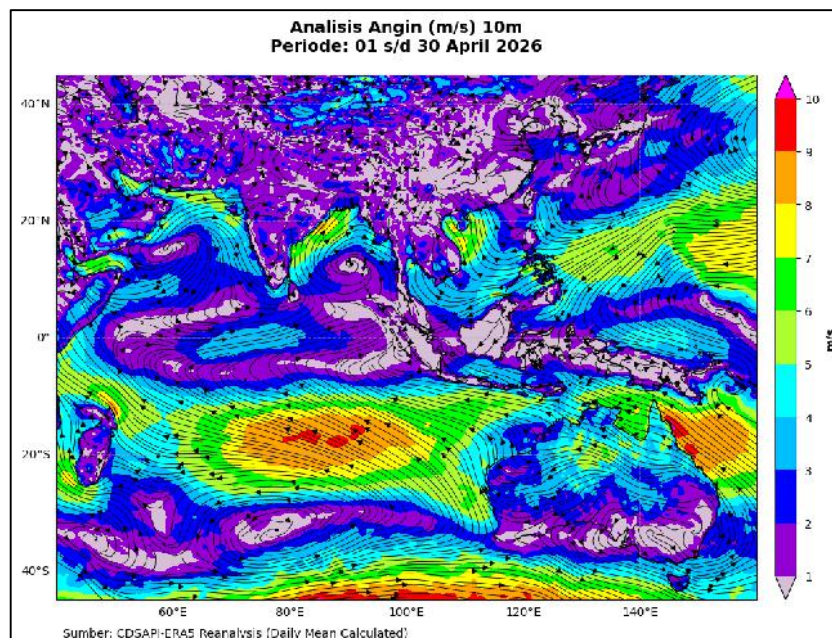 Analisis Angin (m/s) 10m
Periode: 01 s/d 30 April 2026
40°N
20°N
0°
20°S
40°S
60°E
80°E
100°E
120°E
140°E
10
9
8
7
6
5
4
3
2
1
m/s
Sumber: CDSAPI-ERA5 Reanalysis (Daily Mean Calculated)